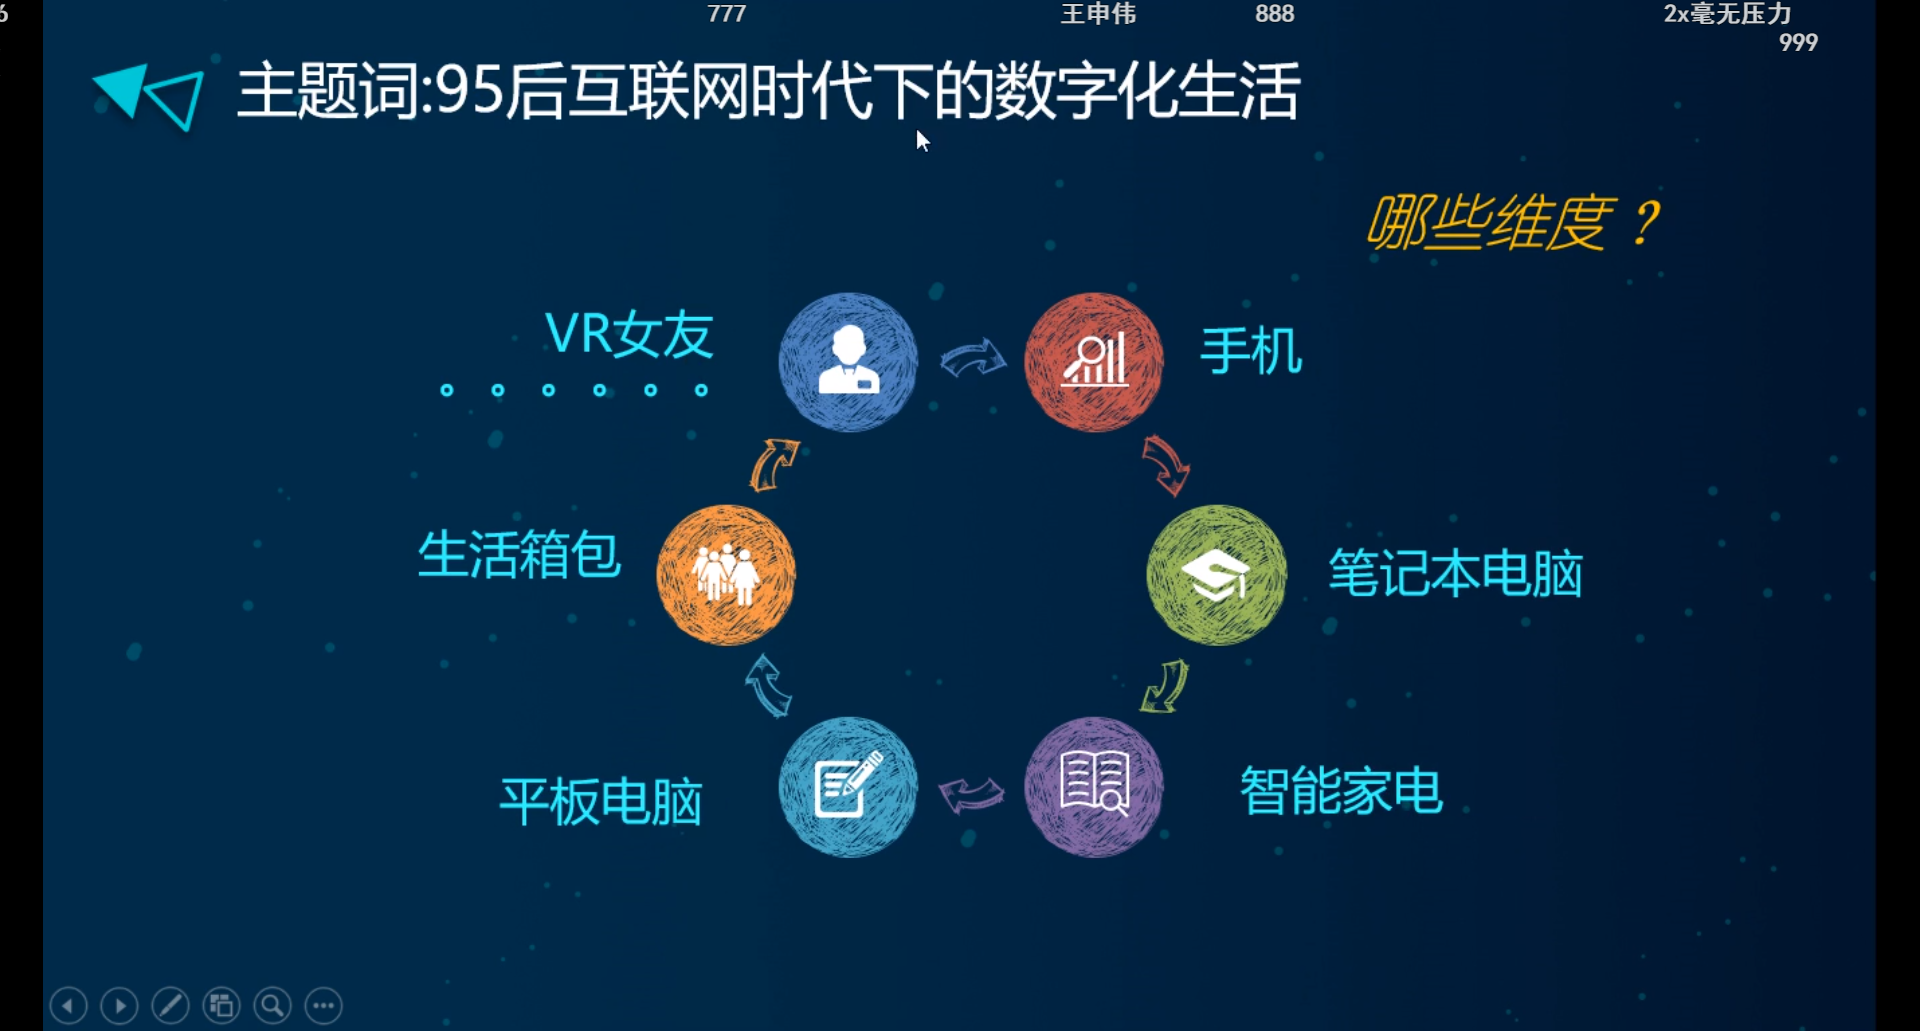 6
777
王申伟
888
2x毫无压力
999
主题词:95后互联网时代下的数字化生活
哪些维度？
VR女友
。。。。。。
手机
生活箱包
笔记本电脑
平板电脑
智能家电